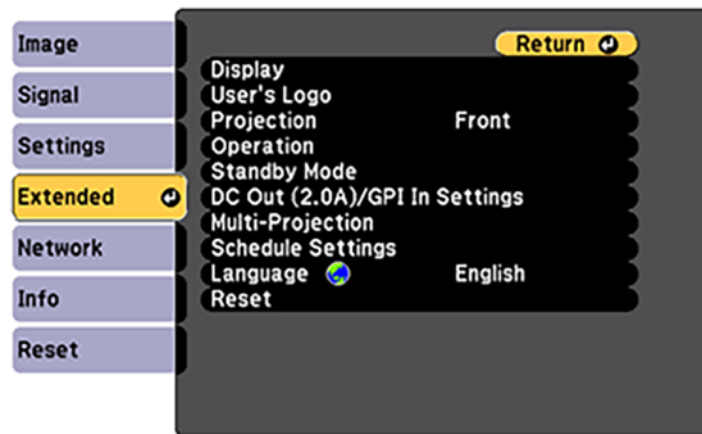 Image
Signal
Settings
Extended
Network
Info
Reset
Return
Display
User's Logo
Projection Front
Operation
Standby Mode
DC Out (2.0A)/GPI In Settings
Multi-Projection
Schedule Settings
Language English
Reset